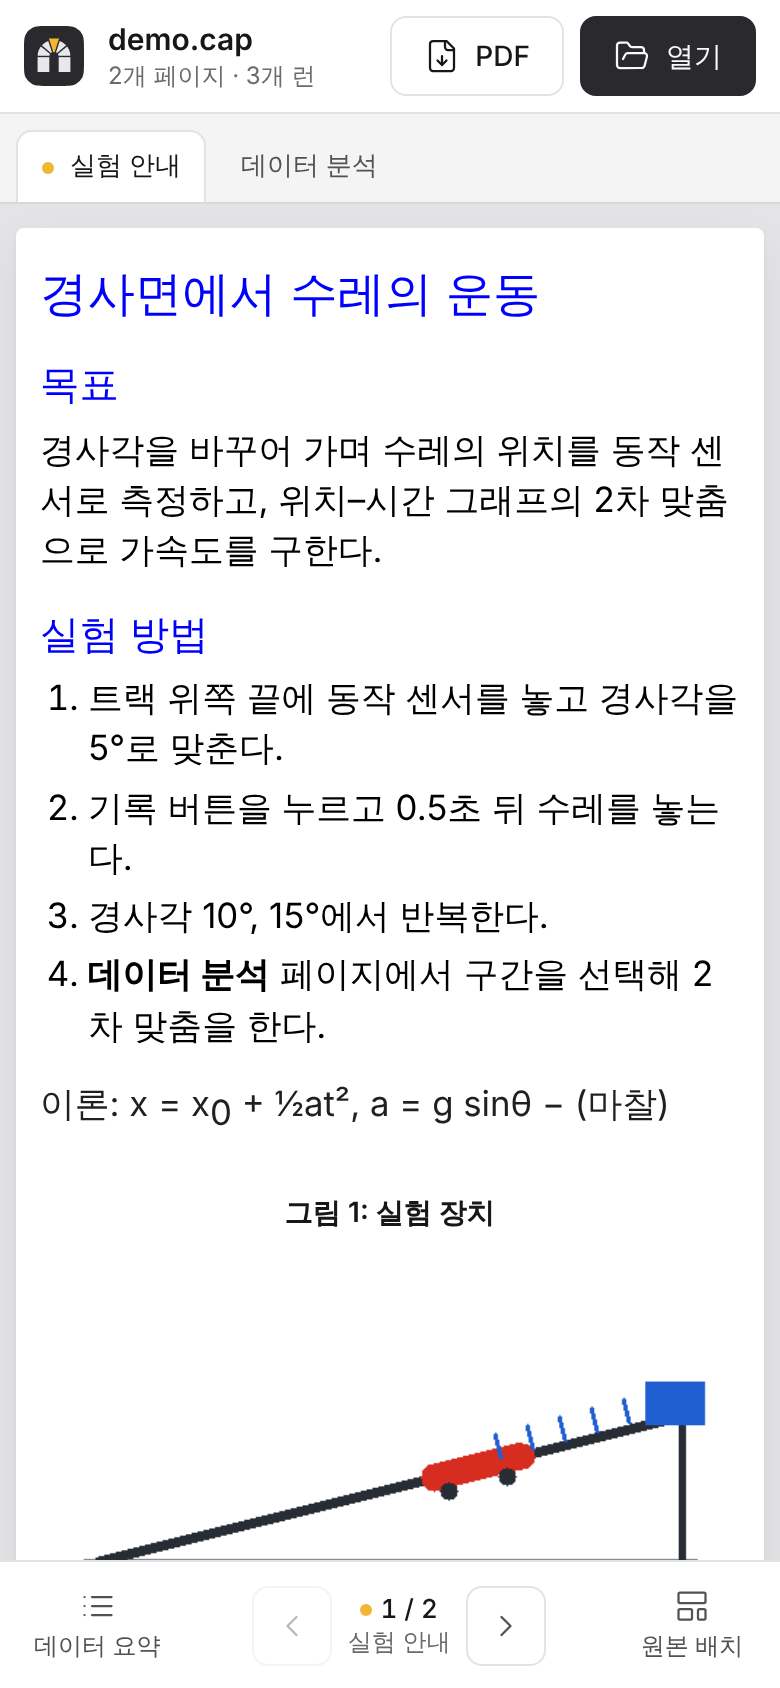 demo.cap
2개 페이지 · 3개 런
PDF
열기
실험 안내
데이터 분석
경사면에서 수레의 운동
목표
경사각을 바꾸어 가며 수레의 위치를 동작 센
서로 측정하고, 위치–시간 그래프의 2차 맞춤
으로 가속도를 구한다.
실험 방법
1. 트랙 위쪽 끝에 동작 센서를 놓고 경사각을
5°로 맞춘다.
2. 기록 버튼을 누르고 0.5초 뒤 수레를 놓는
다.
3. 경사각 10°, 15°에서 반복한다.
4. 데이터 분석 페이지에서 구간을 선택해 2
차 맞춤을 한다.
이론: x = x₀ + ½at², a = g sinθ − (마찰)
그림 1: 실험 장치
데이터 요약
1 / 2
실험 안내
원본 배치